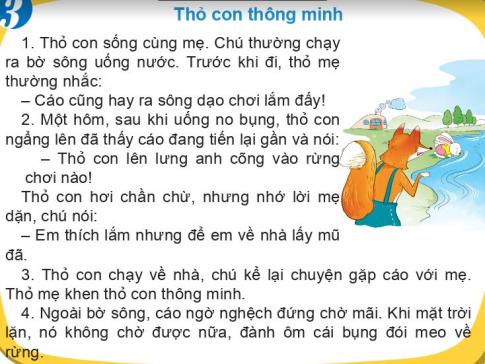 3
Thỏ con thông minh
1. Thỏ con sống cùng mẹ. Chú thường chạy
ra bờ sông uống nước. Trước khi đi, thỏ mẹ
thường nhắc:
– Cáo cũng hay ra sông dạo chơi lắm đấy!
2. Một hôm, sau khi uống no bụng, thỏ con
ngẩng lên đã thấy cáo đang tiến lại gần và nói:
– Thỏ con lên lưng anh cõng vào rừng
chơi nào!
Thỏ con hơi chần chừ, nhưng nhớ lời mẹ
dặn, chú nói:
– Em thích lắm nhưng để em về nhà lấy mũ
đã.
3. Thỏ con chạy về nhà, chú kể lại chuyện gặp cáo với mẹ.
Thỏ mẹ khen thỏ con thông minh.
4. Ngoài bờ sông, cáo ngờ nghệch đứng chờ mãi. Khi mặt trời
lặn, nó không chờ được nữa, đành ôm cái bụng đói meo về
rừng.